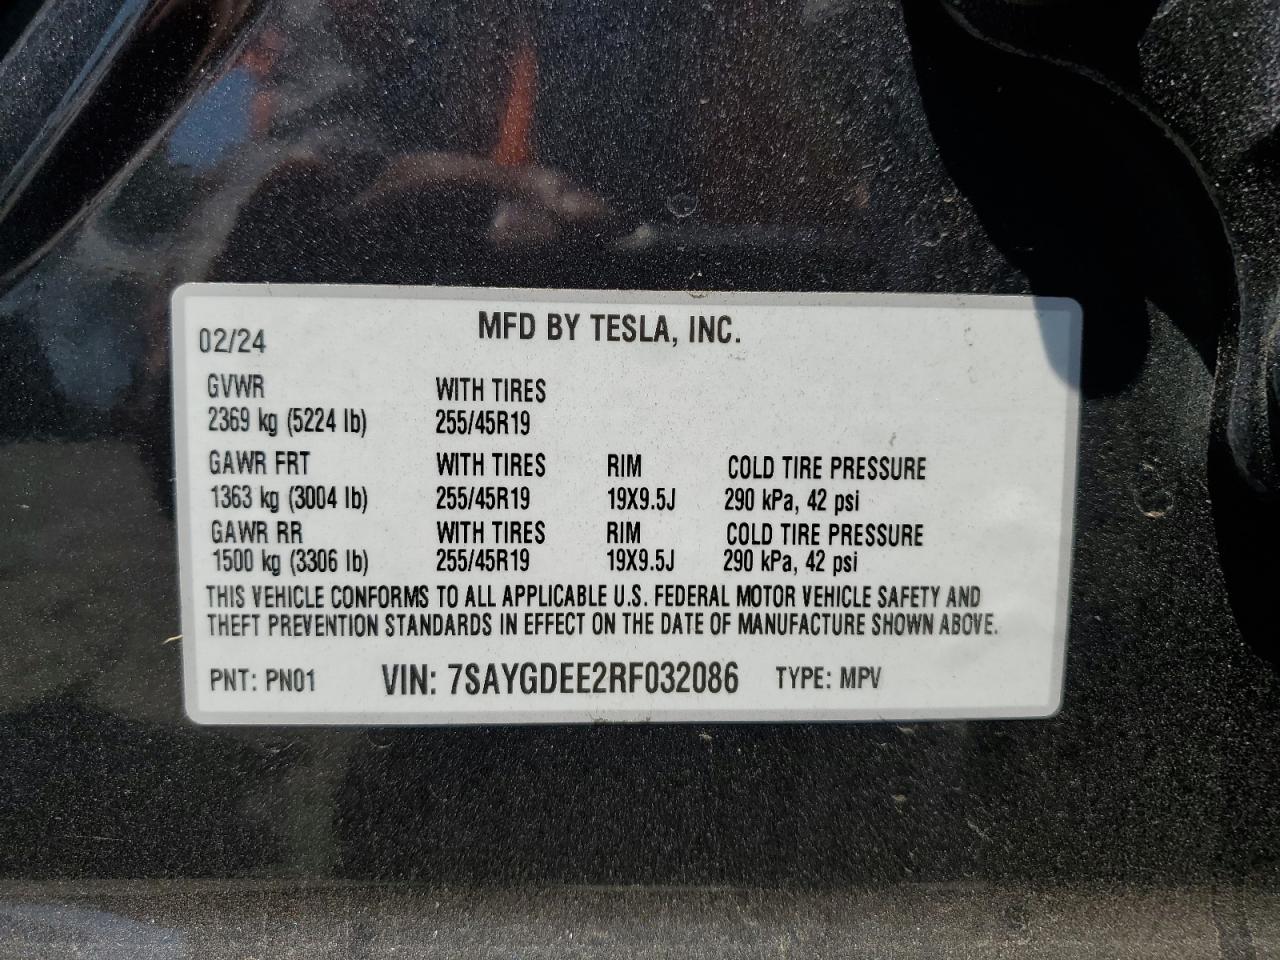 MFD BY TESLA, INC.
02/24
GVWR WITH TIRES
2369 kg (5224 lb) 255/45R19
GAWR FRT WITH TIRES RIM COLD TIRE PRESSURE
1363 kg (3004 lb) 255/45R19 19X9.5J 290 kPa, 42 psi
GAWR RR WITH TIRES RIM COLD TIRE PRESSURE
1500 kg (3306 lb) 255/45R19 19X9.5J 290 kPa, 42 psi
THIS VEHICLE CONFORMS TO ALL APPLICABLE U.S. FEDERAL MOTOR VEHICLE SAFETY AND
THEFT PREVENTION STANDARDS IN EFFECT ON THE DATE OF MANUFACTURE SHOWN ABOVE.
PNT: PN01 VIN: 7SAYGDEE2RF032086 TYPE: MPV